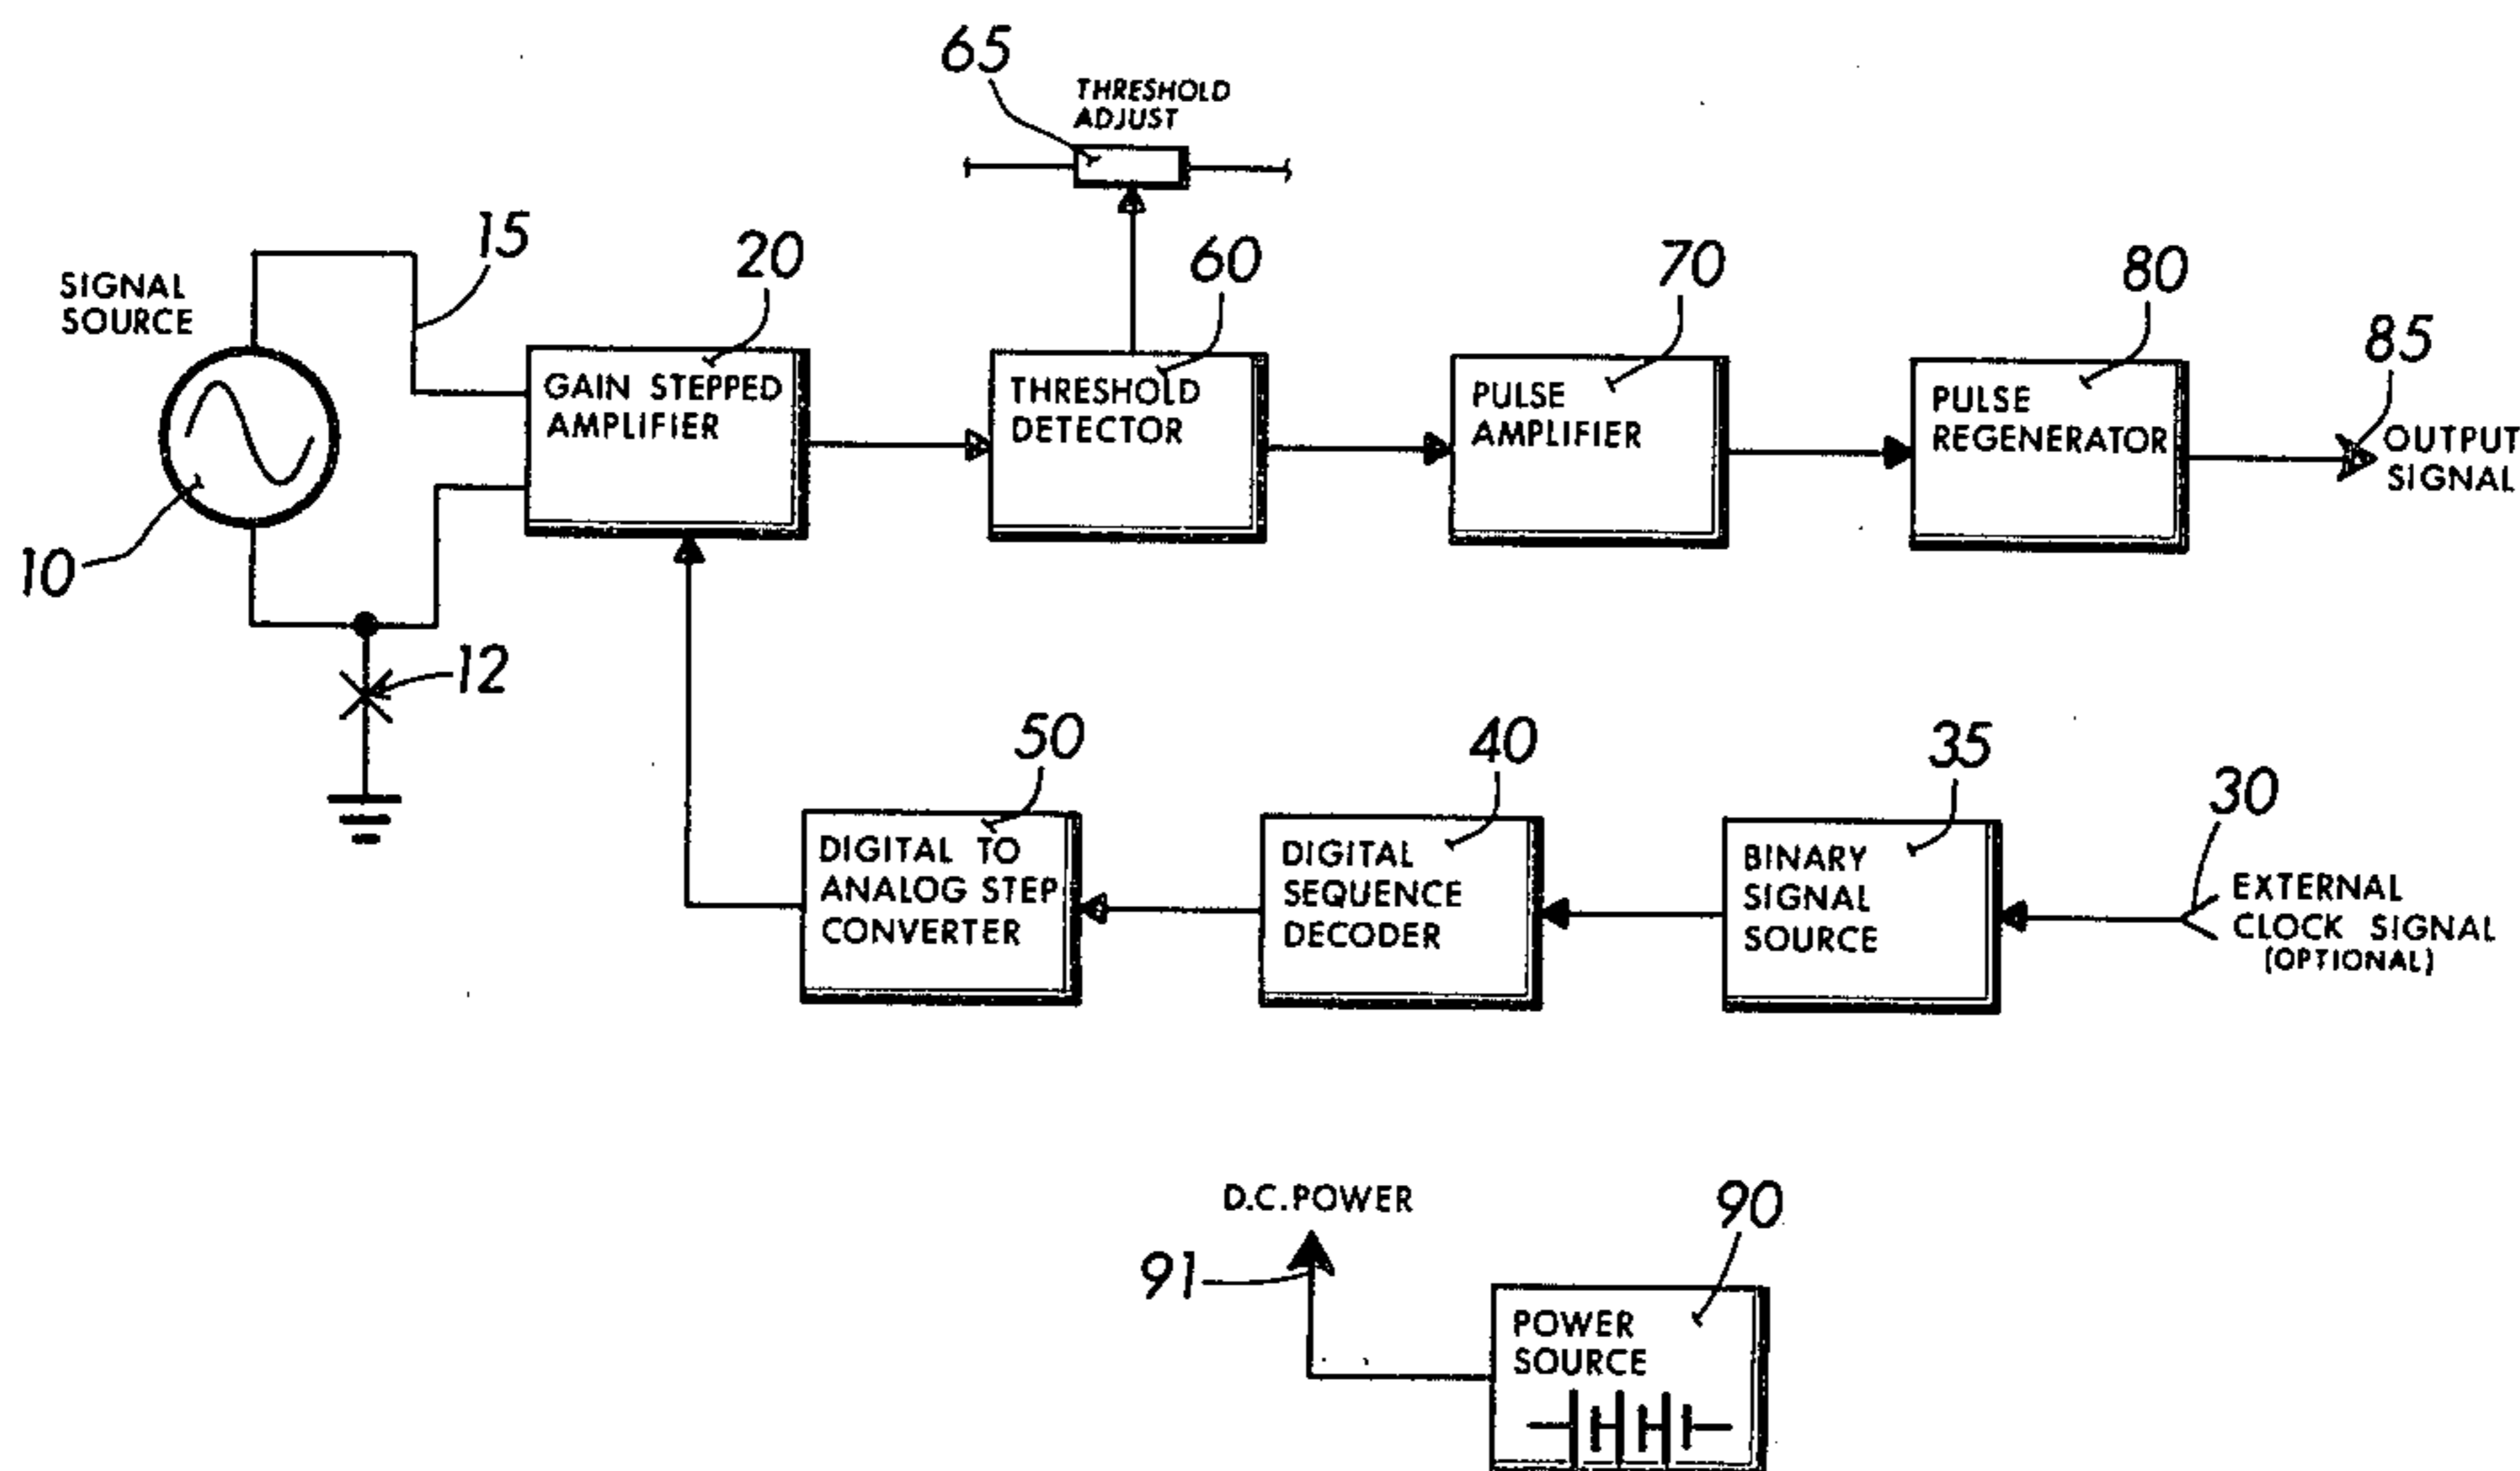 65
THRESHOLD
ADJUST
15
20
60
70
80
85
SIGNAL
SOURCE
GAIN STEPPED
AMPLIFIER
THRESHOLD
DETECTOR
PULSE
AMPLIFIER
PULSE
REGENERATOR
OUTPUT
SIGNAL
10
12
50
40
35
30
DIGITAL TO
ANALOG STEP
CONVERTER
DIGITAL
SEQUENCE
DECODER
BINARY
SIGNAL
SOURCE
EXTERNAL
CLOCK SIGNAL
(OPTIONAL)
D.C. POWER
91
90
POWER
SOURCE